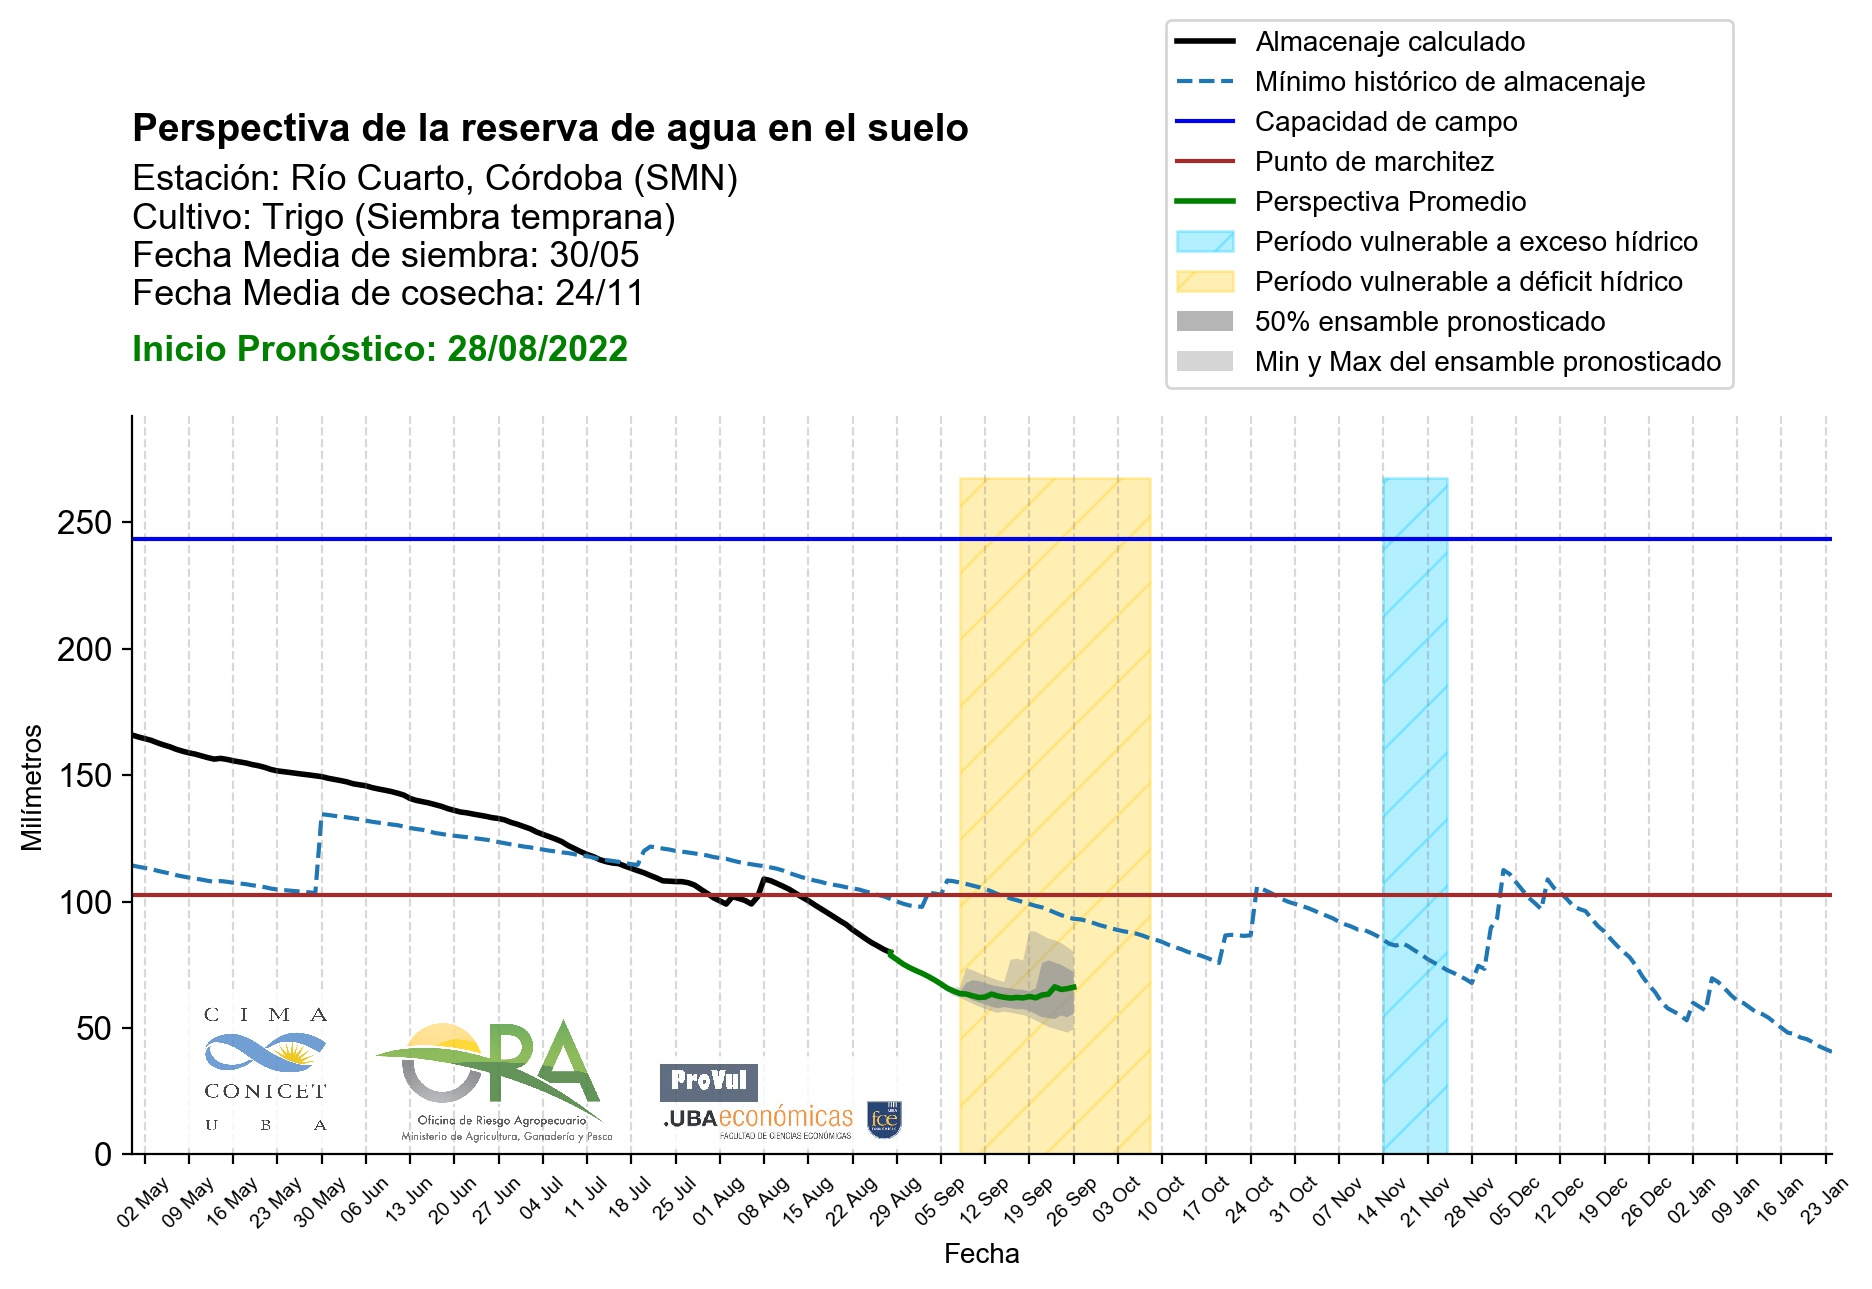 Almacenaje calculado
Mínimo histórico de almacenaje
Capacidad de campo
Punto de marchitez
Perspectiva Promedio
Período vulnerable a exceso hídrico
Período vulnerable a déficit hídrico
50% ensamble pronosticado
Min y Max del ensamble pronosticado
Perspectiva de la reserva de agua en el suelo
Estación: Río Cuarto, Córdoba (SMN)
Cultivo: Trigo (Siembra temprana)
Fecha Media de siembra: 30/05
Fecha Media de cosecha: 24/11
Inicio Pronóstico: 28/08/2022
Milímetros
250
200
150
100
50
0
CIMA
CONICET
UBA
ORA
Oficina de Riesgo Agropecuario
Ministerio de Agricultura, Ganadería y Pesca
ProVul
.UBAeconómicas
FACULTAD DE CIENCIAS ECONÓMICAS
fce
02 May
09 May
16 May
23 May
30 May
06 Jun
13 Jun
20 Jun
27 Jun
04 Jul
11 Jul
18 Jul
25 Jul
01 Aug
08 Aug
15 Aug
22 Aug
29 Aug
05 Sep
12 Sep
19 Sep
26 Sep
03 Oct
10 Oct
17 Oct
24 Oct
31 Oct
07 Nov
14 Nov
21 Nov
28 Nov
05 Dec
12 Dec
19 Dec
26 Dec
02 Jan
09 Jan
16 Jan
23 Jan
Fecha